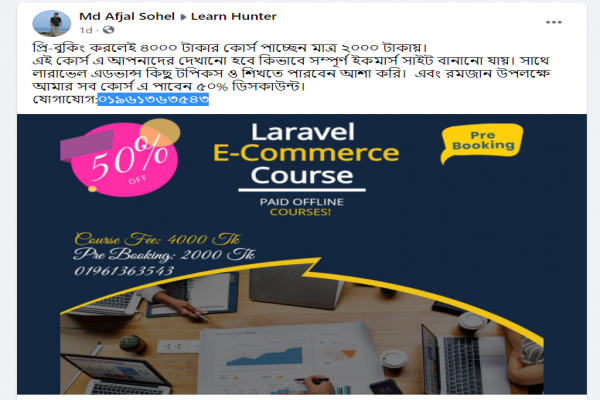 Md Afjal Sohel ▸ Learn Hunter
1d ·
প্রি-বুকিং করলেই ৪০০০ টাকার কোর্স পাচ্ছেন মাত্র ২০০০ টাকায়।
এই কোর্স এ আপনাদের দেখানো হবে কিভাবে সম্পূর্ণ ইকমার্স সাইট বানানো যায়। সাথে
লারাভেল এডভান্স কিছু টপিকস ও শিখতে পারবেন আশা করি। এবং রমজান উপলক্ষে
আমার সব কোর্স এ পাবেন ৫০% ডিসকাউন্ট।
যোগাযোগ:০১৯৬১৩৬৩৫৪৩
50%
OFF
Laravel
E-Commerce
Course
PAID OFFLINE
COURSES!
Pre
Booking
Course Fee: 4000 Tk
Pre Booking: 2000 Tk
01961363543